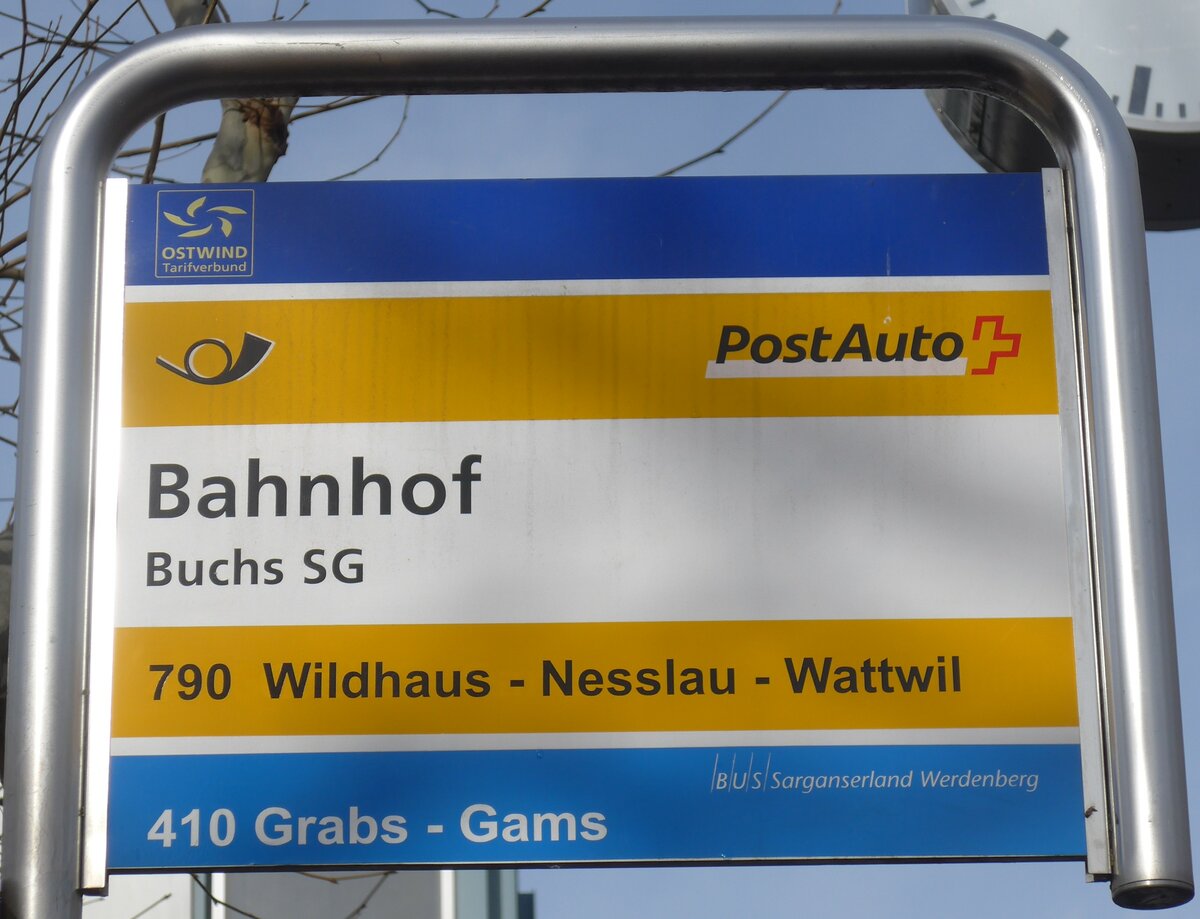 OSTWIND
Tarifverbund
PostAuto
Bahnhof
Buchs SG
790 Wildhaus - Nesslau - Wattwil
BUS Sarganserland Werdenberg
410 Grabs - Gams